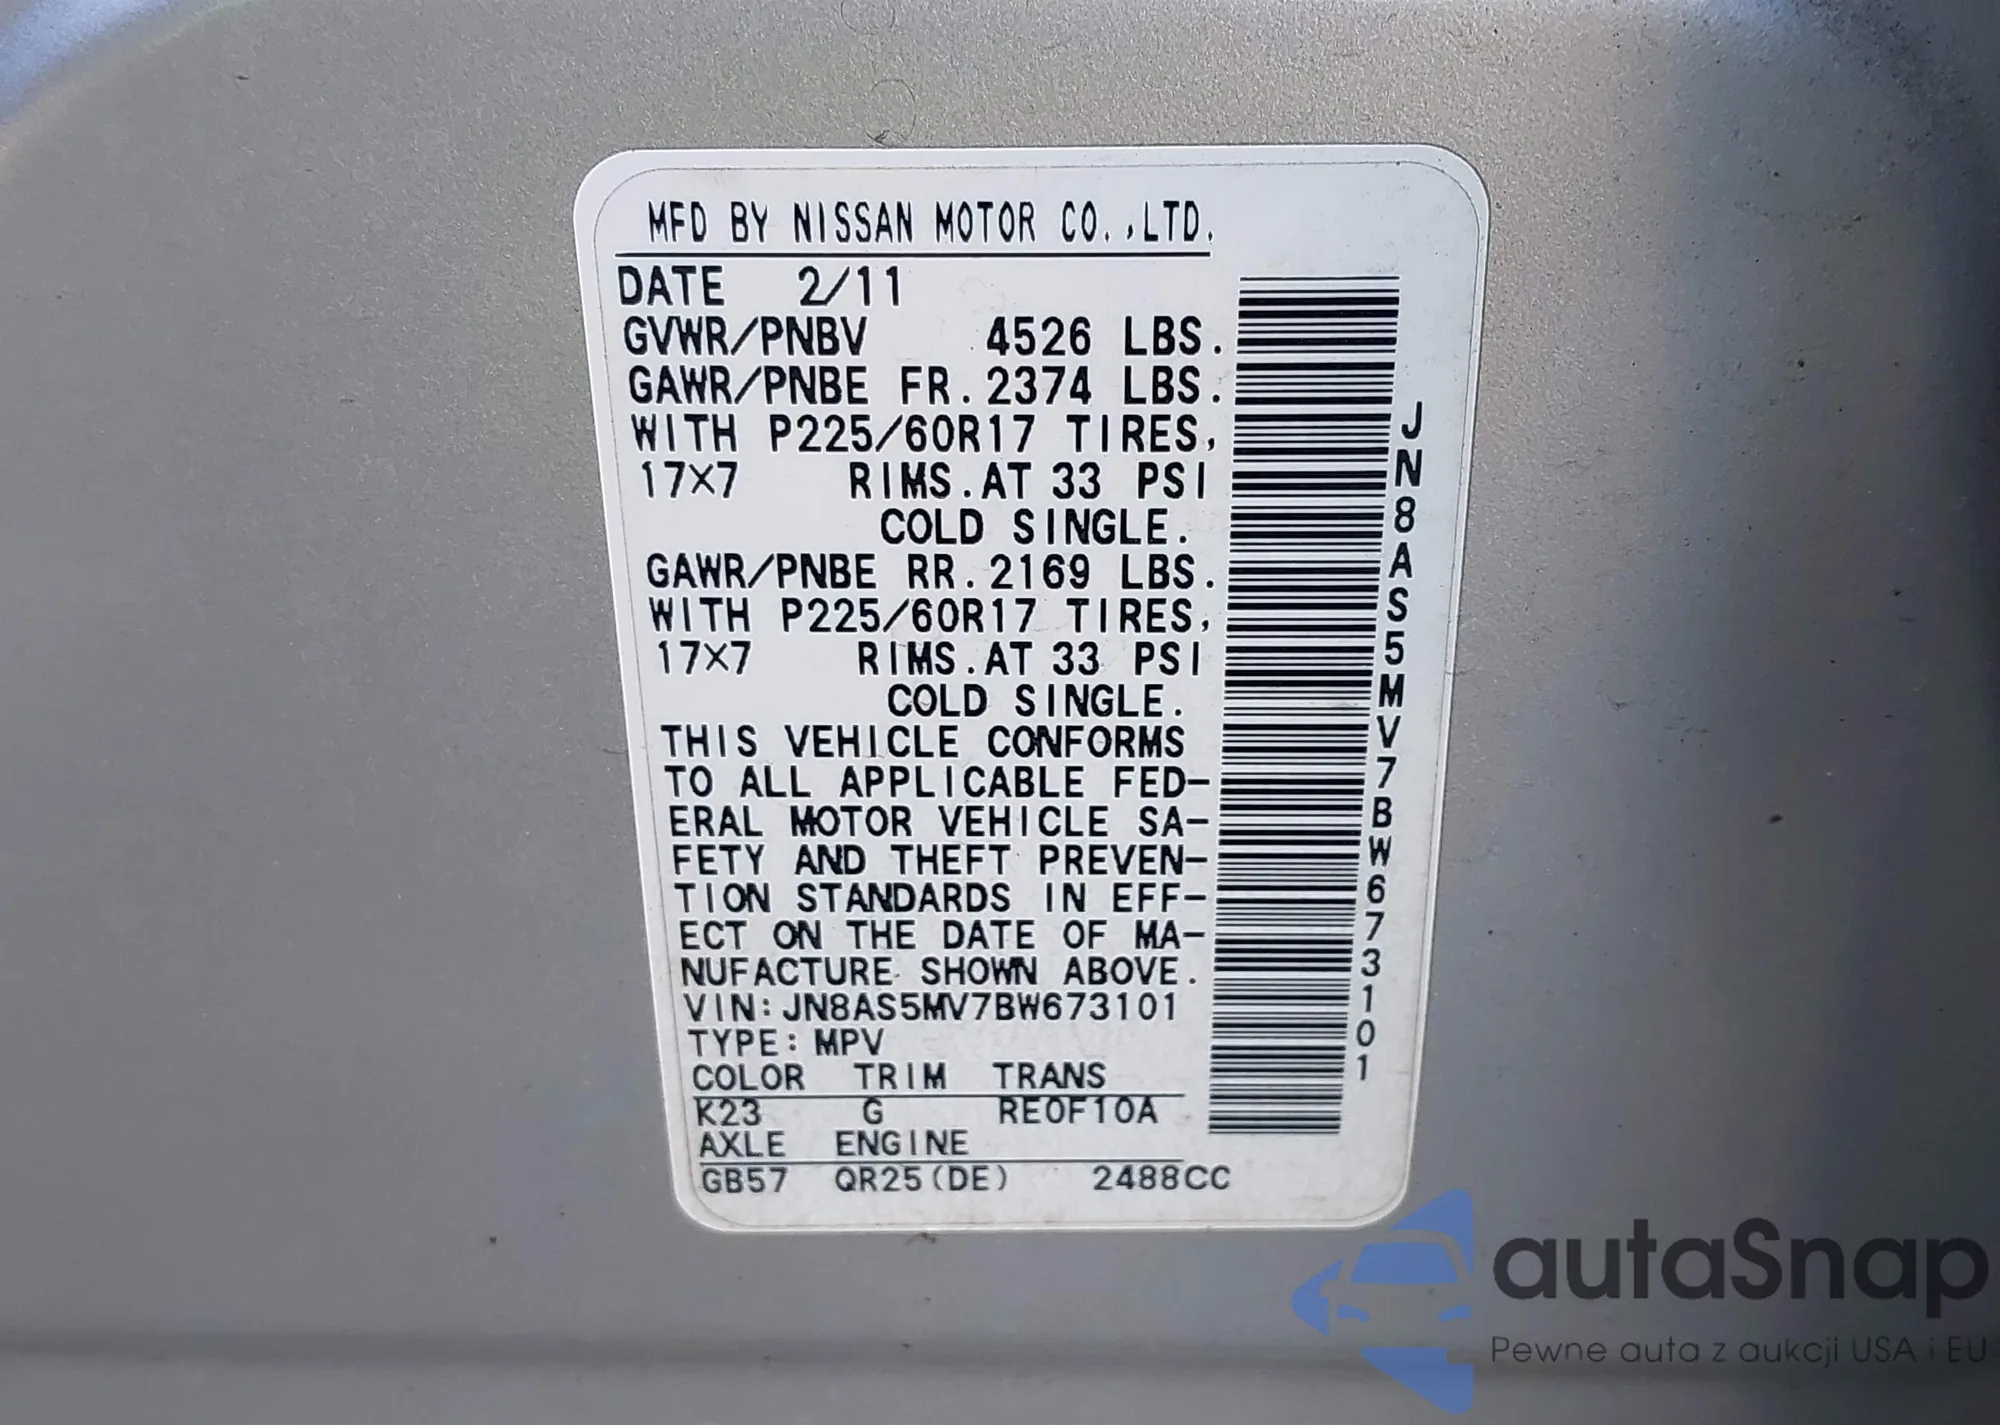 MFD BY NISSAN MOTOR CO.,LTD.
DATE 2/11
GVWR/PNBV 4526 LBS.
GAWR/PNBE FR.2374 LBS.
WITH P225/60R17 TIRES,
17×7 RIMS.AT 33 PSI
COLD SINGLE.
GAWR/PNBE RR.2169 LBS.
WITH P225/60R17 TIRES,
17×7 RIMS.AT 33 PSI
COLD SINGLE.
THIS VEHICLE CONFORMS
TO ALL APPLICABLE FED-
ERAL MOTOR VEHICLE SA-
FETY AND THEFT PREVEN-
TION STANDARDS IN EFF-
ECT ON THE DATE OF MA-
NUFACTURE SHOWN ABOVE.
VIN:JN8AS5MV7BW673101
TYPE:MPV
COLOR TRIM TRANS
K23 G RE0F10A
AXLE ENGINE
GB57 QR25(DE) 2488CC
JN8AS5MV7BW673101
autaSnap
Pewne auta z aukcji USA i EU